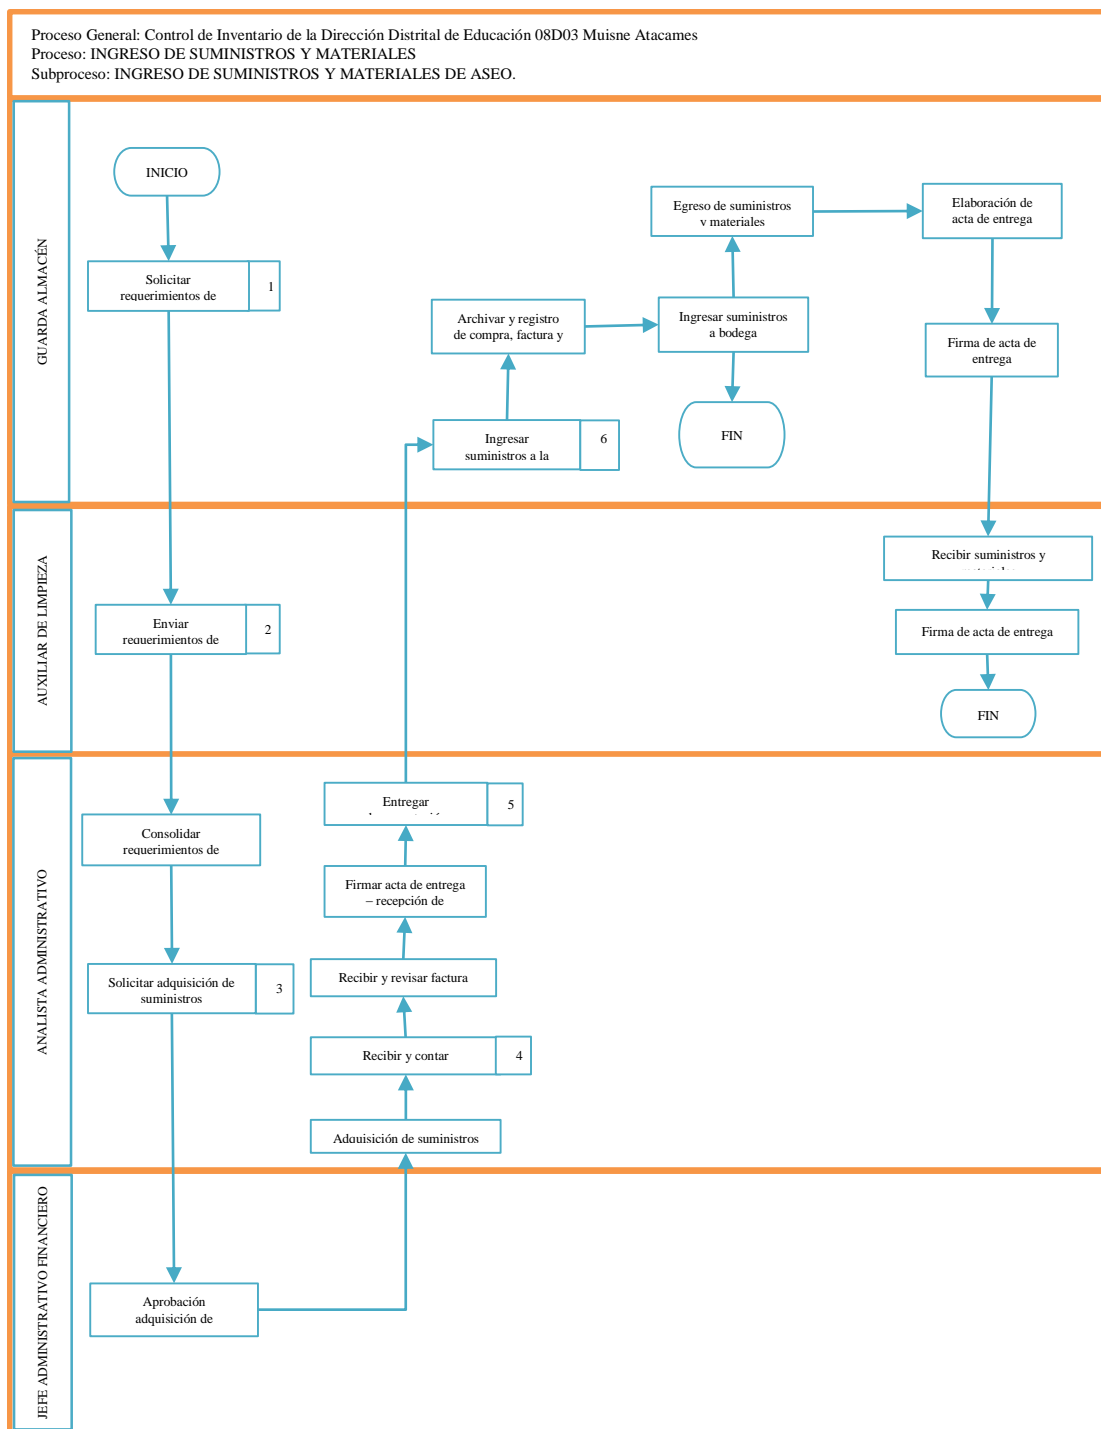 Proceso General: Control de Inventario de la Dirección Distrital de Educación 08D03 Muisne Atacames
Proceso: INGRESO DE SUMINISTROS Y MATERIALES
Subproceso: INGRESO DE SUMINISTROS Y MATERIALES DE ASEO.
GUARDA ALMACÉN
INICIO
Solicitar
requerimientos de
1
Egreso de suministros
y materiales
Elaboración de
acta de entrega
Archivar y registro
de compra, factura y
Ingresar suministros
a bodega
Firma de acta de
entrega
Ingresar
suministros a la
6
FIN
AUXILIAR DE LIMPIEZA
Enviar
requerimientos de
2
Recibir suministros y
Firma de acta de entrega
FIN
ANALISTA ADMINISTRATIVO
Consolidar
requerimientos de
Solicitar adquisición de
suministros
3
Entregar
5
Firmar acta de entrega
– recepción de
Recibir y revisar factura
Recibir y contar
4
Adquisición de suministros
JEFE ADMINISTRATIVO FINANCIERO
Aprobación
adquisición de